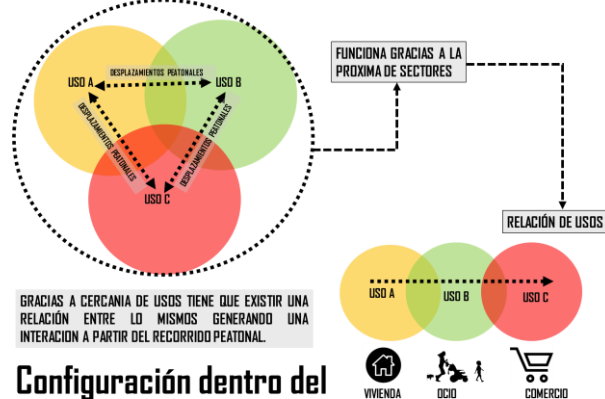 DESPLAZAMIENTOS PEATONALES
USO A
USO B
DESPLAZAMIENTOS PEATONALES
DESPLAZAMIENTOS PEATONALES
USO C
FUNCIONA GRACIAS A LA
PROXIMA DE SECTORES
RELACIÓN DE USOS
USO A
USO B
USO C
GRACIAS A CERCANIA DE USOS TIENE QUE EXISTIR UNA
RELACIÓN ENTRE LO MISMOS GENERANDO UNA
INTERACION A PARTIR DEL RECORRIDO PEATONAL.
VIVIENDA
OCIO
COMERCIO
Configuración dentro del